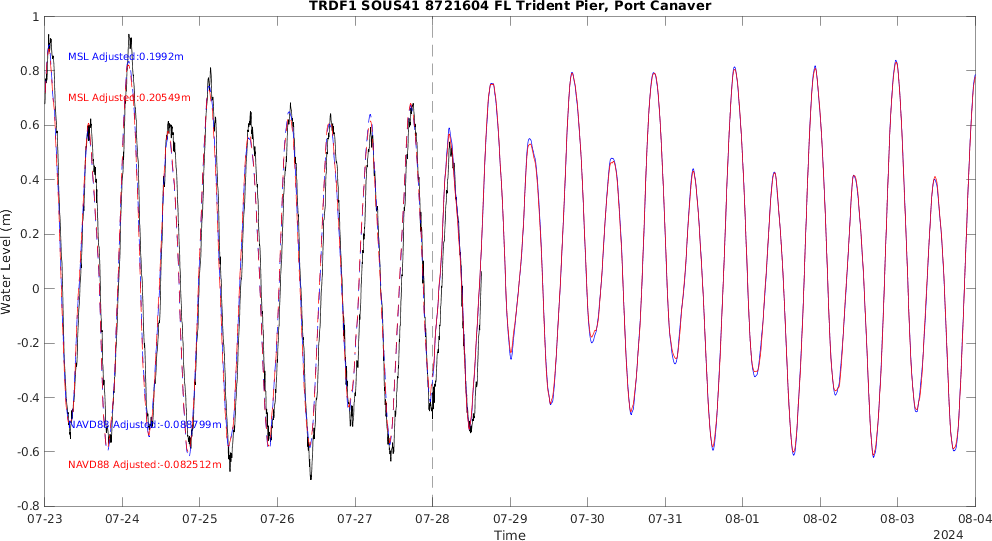 TRDF1 SOUS41 8721604 FL Trident Pier, Port Canaver
1
0.8
0.6
0.4
0.2
0
-0.2
-0.4
-0.6
-0.8
Water Level (m)
MSL Adjusted:0.1992m
MSL Adjusted:0.20549m
NAVD88 Adjusted:-0.088799m
NAVD88 Adjusted:-0.082512m
07-23 07-24 07-25 07-26 07-27 07-28 07-29 07-30 07-31 08-01 08-02 08-03 08-04
Time
2024